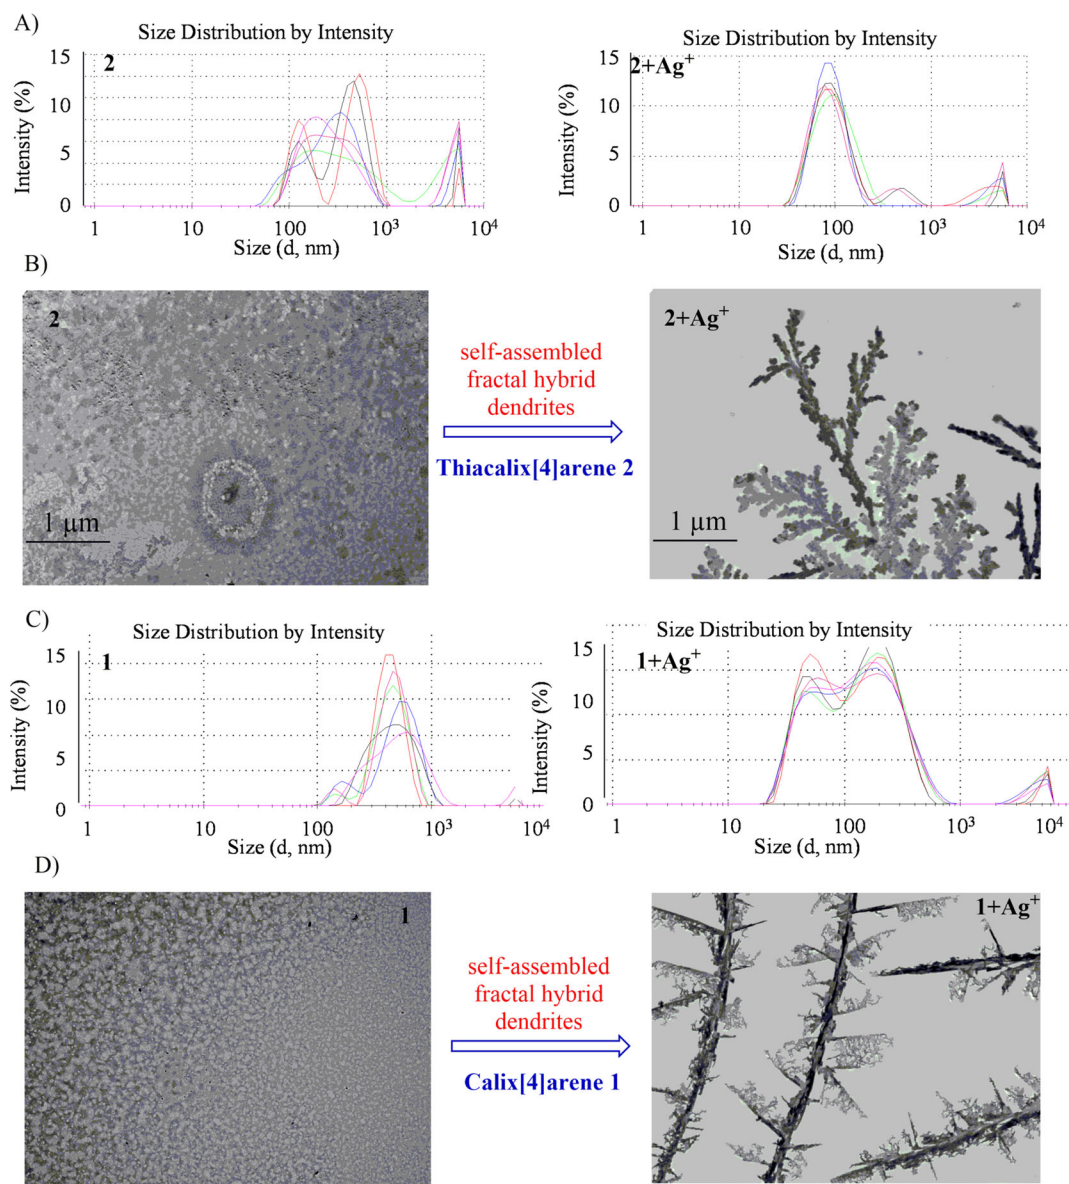 A)
Size Distribution by Intensity
2
15
10
5
0
Intensity (%)
1
10
100
10³
10⁴
Size (d, nm)
Size Distribution by Intensity
2+Ag⁺
15
10
5
0
Intensity (%)
1
10
100
10³
10⁴
Size (d, nm)
B)
2
1 µm
self-assembled
fractal hybrid
dendrites
Thiacalix[4]arene 2
2+Ag⁺
1 µm
C)
Size Distribution by Intensity
1
15
10
5
0
Intensity (%)
1
10
100
10³
10⁴
Size (d, nm)
Size Distribution by Intensity
1+Ag⁺
15
10
5
0
Intensity (%)
1
10
100
10³
10⁴
Size (d, nm)
D)
1
self-assembled
fractal hybrid
dendrites
Calix[4]arene 1
1+Ag⁺